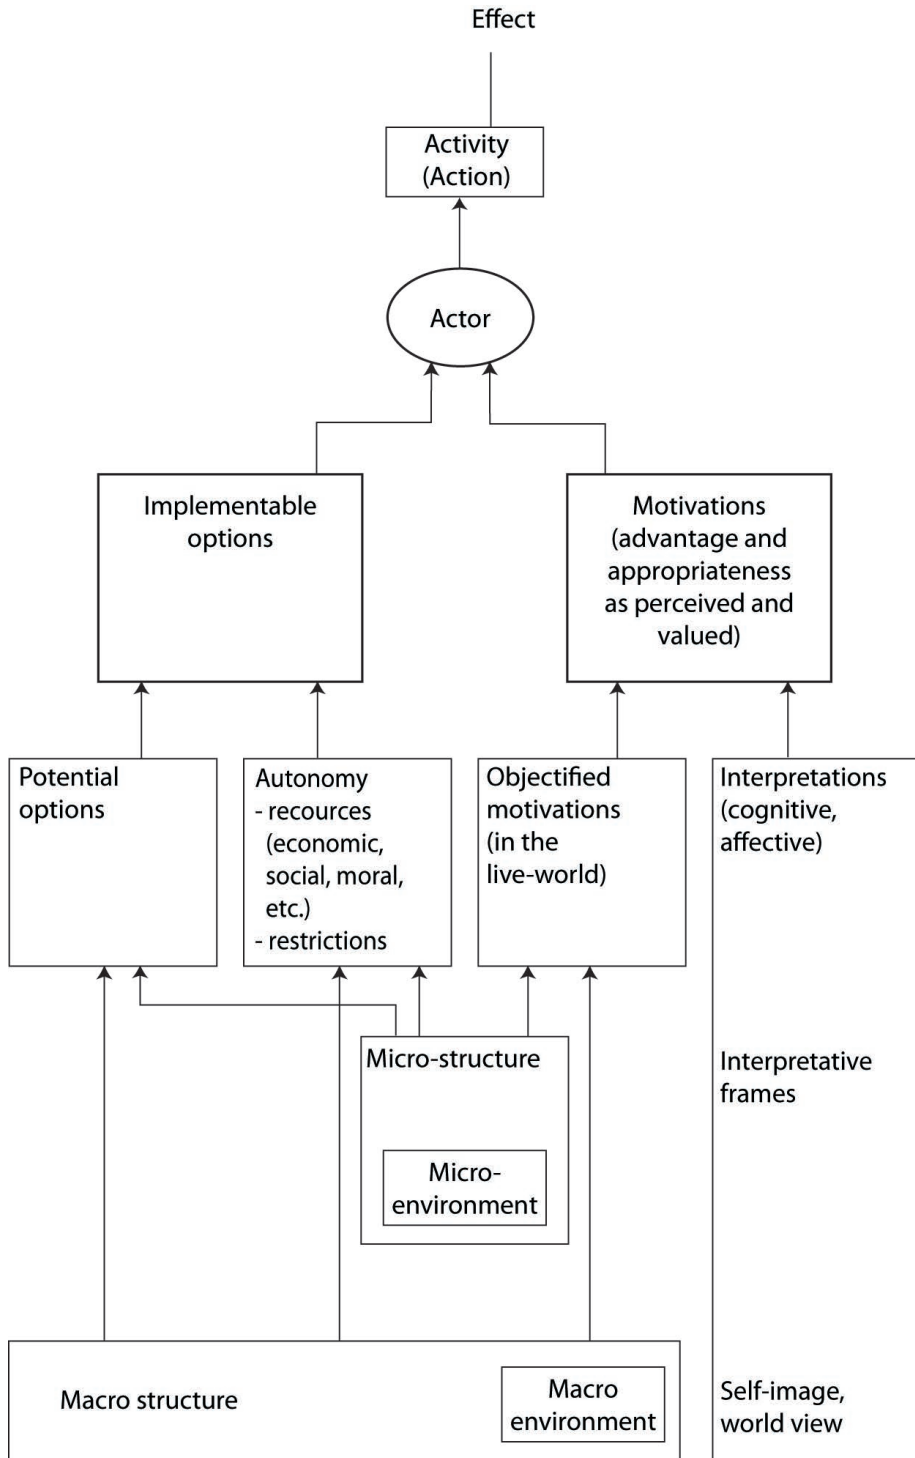 Effect
Activity
(Action)
Actor
Implementable
options
Motivations
(advantage and
appropriateness
as perceived and
valued)
Potential
options
Autonomy
- recources
(economic,
social, moral,
etc.)
- restrictions
Objectified
motivations
(in the
live-world)
Interpretations
(cognitive,
affective)
Micro-structure
Micro-
environment
Interpretative
frames
Macro structure
Macro
environment
Self-image,
world view